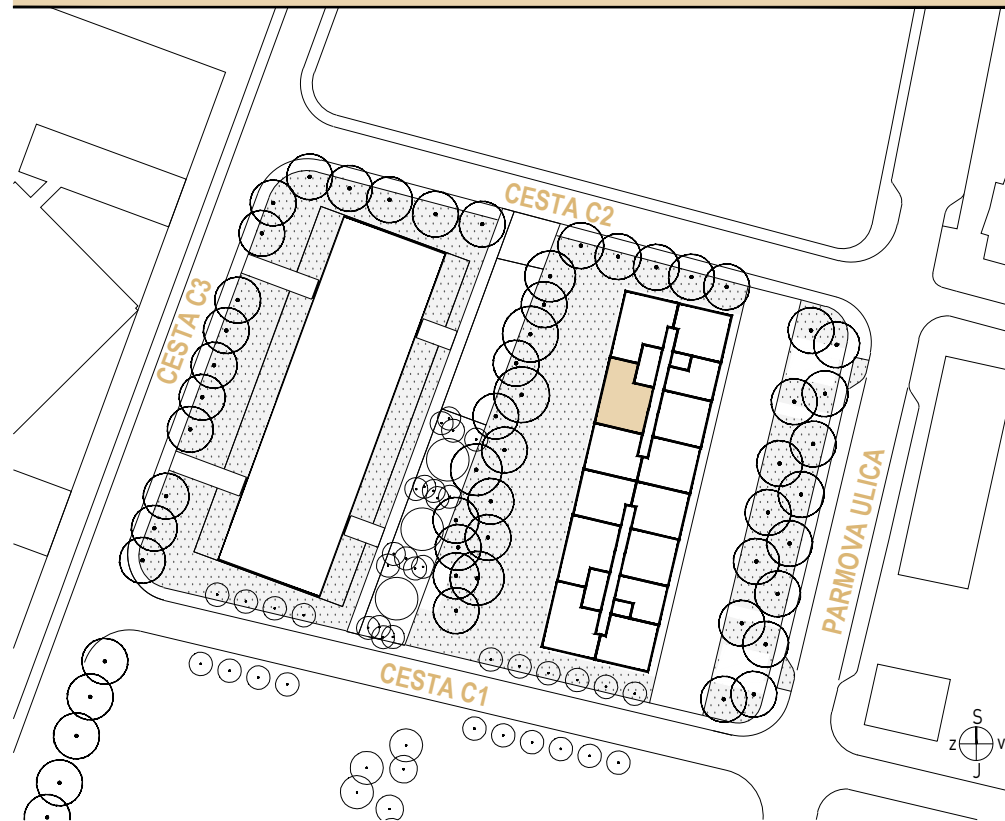 CESTA C2
CESTA C3
PARMOVA ULICA
CESTA C1
S
Z V
J